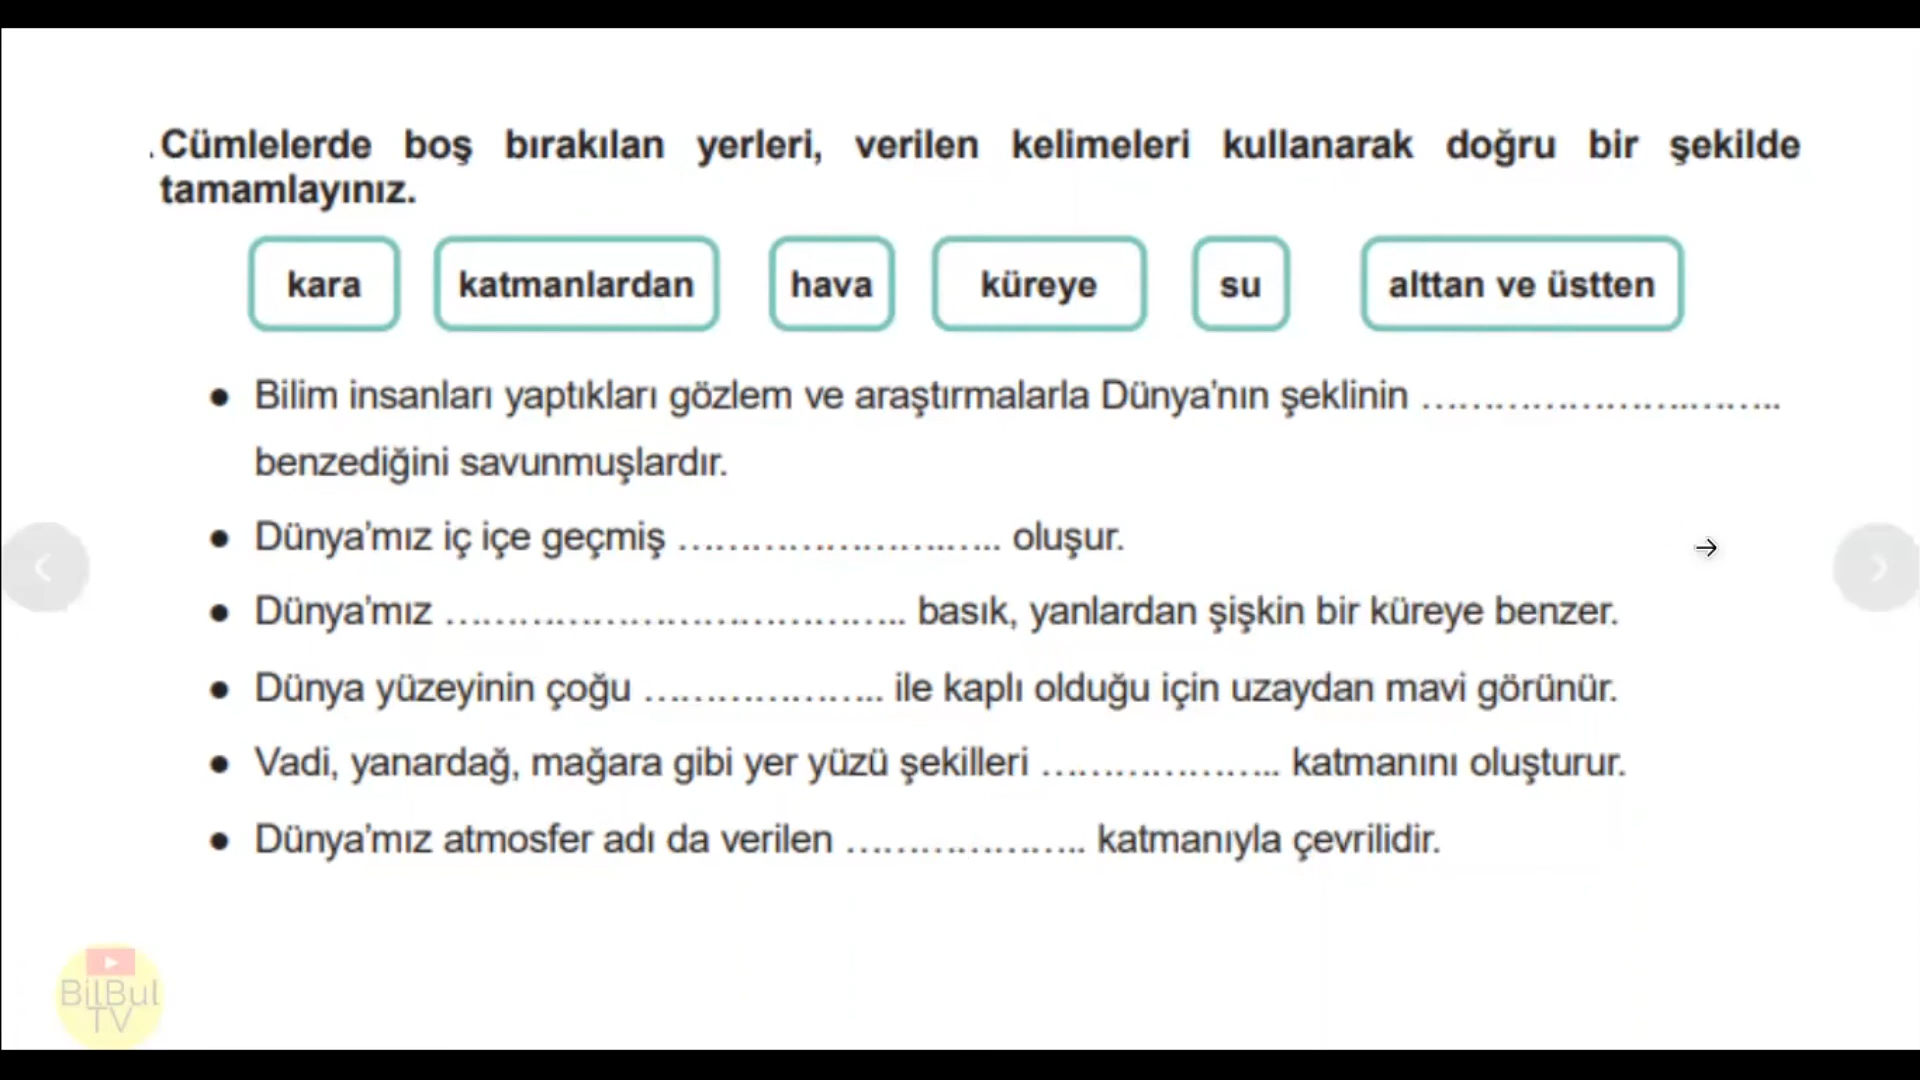 .Cümlelerde boş bırakılan yerleri, verilen kelimeleri kullanarak doğru bir şekilde
tamamlayınız.
kara katmanlardan hava küreye su alttan ve üstten
● Bilim insanları yaptıkları gözlem ve araştırmalarla Dünya'nın şeklinin ……………………..……..
benzediğini savunmuşlardır.
● Dünya'mız iç içe geçmiş …………………..….. oluşur.
● Dünya'mız ……………………………….. basık, yanlardan şişkin bir küreye benzer.
● Dünya yüzeyinin çoğu ……………….. ile kaplı olduğu için uzaydan mavi görünür.
● Vadi, yanardağ, mağara gibi yer yüzü şekilleri ……………….. katmanını oluşturur.
● Dünya'mız atmosfer adı da verilen ……………….. katmanıyla çevrilidir.
BilBul
TV